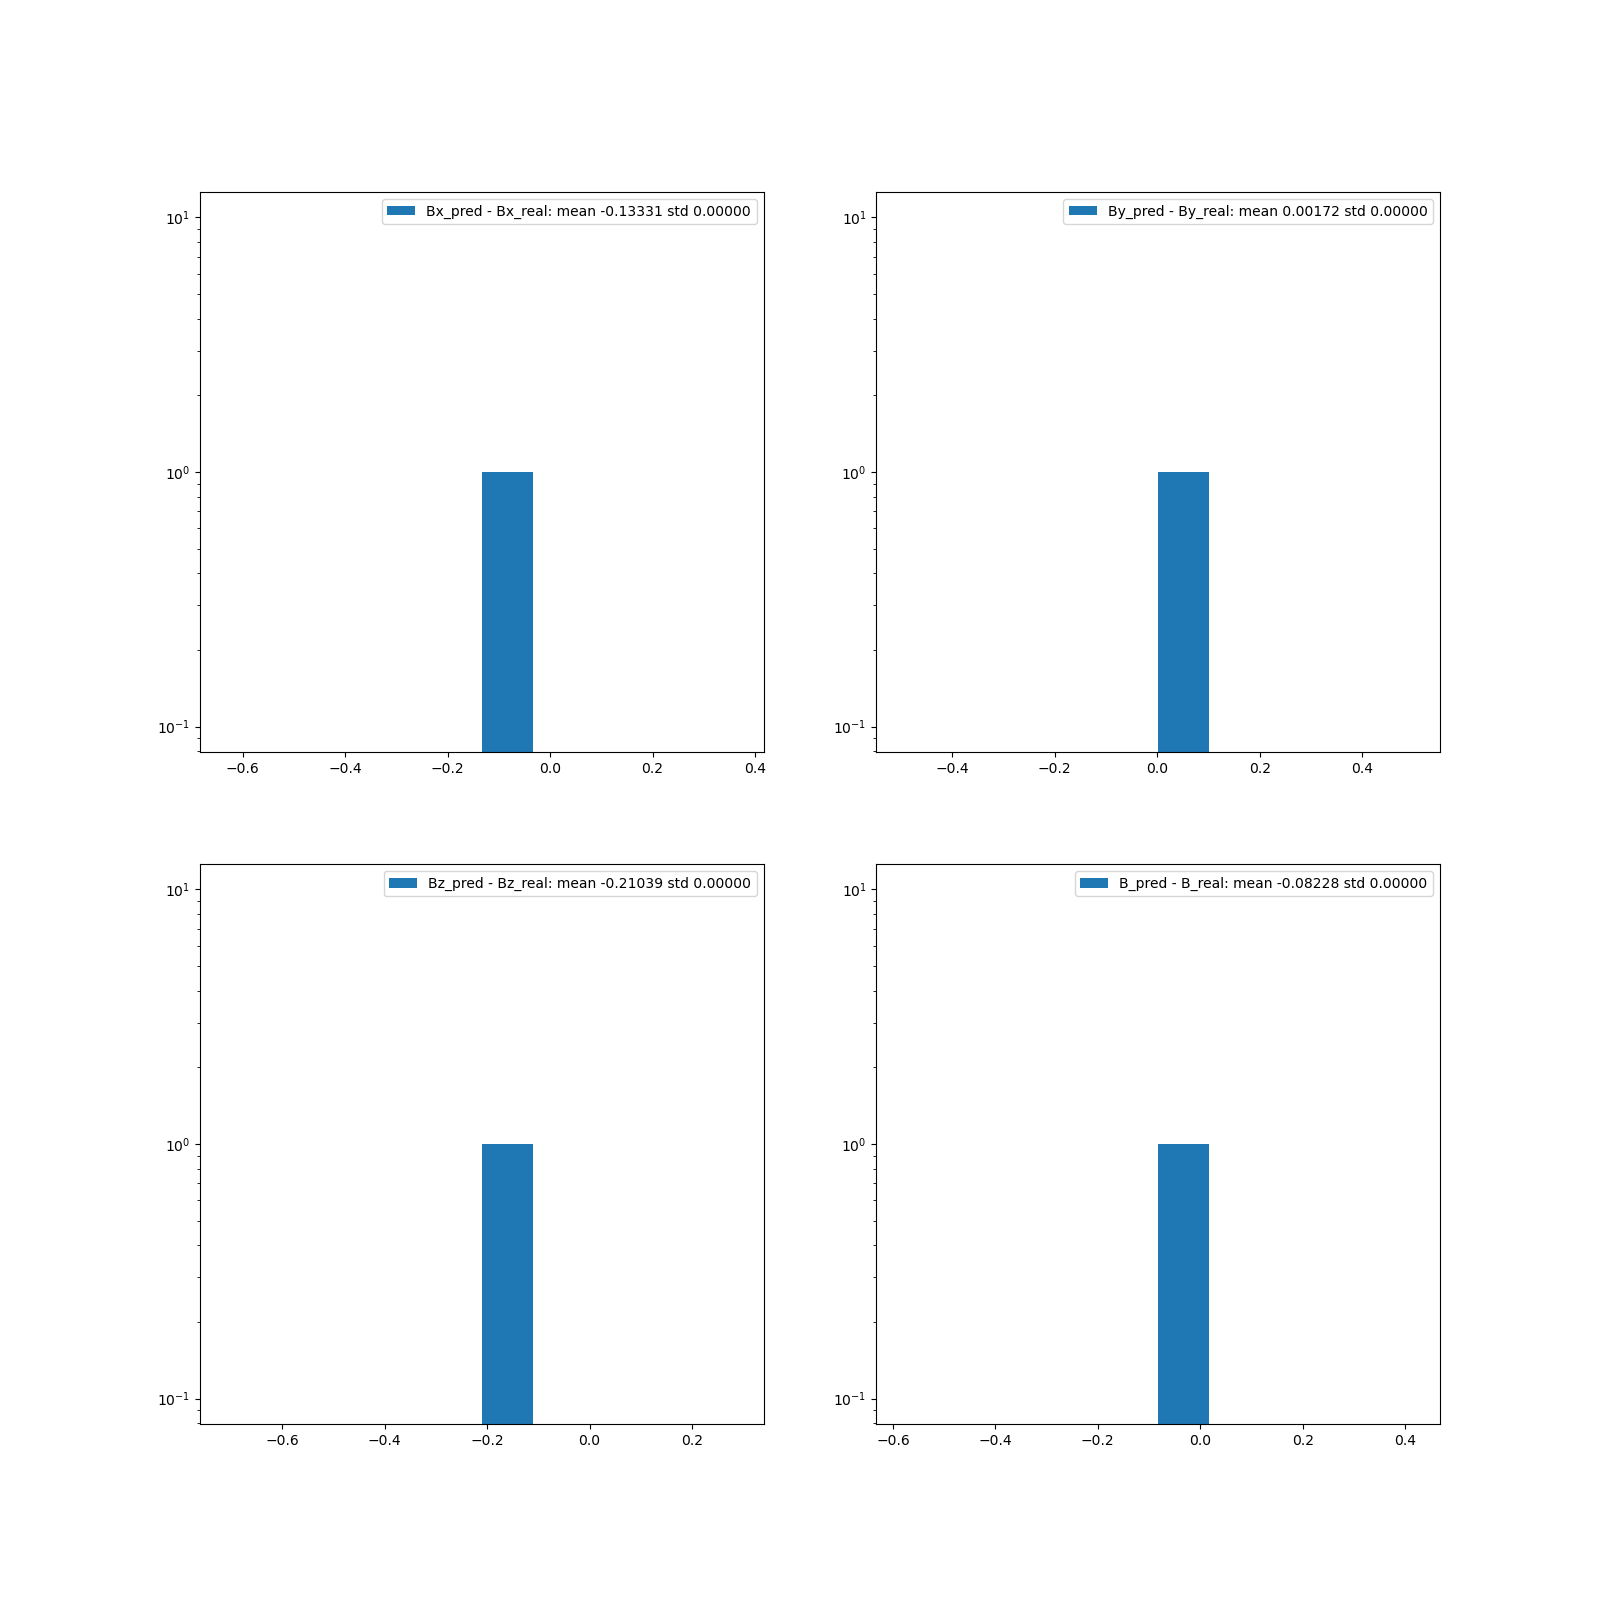 Bx_pred - Bx_real: mean -0.13331 std 0.00000
10¹
10⁰
10⁻¹
−0.6 −0.4 −0.2 0.0 0.2 0.4
By_pred - By_real: mean 0.00172 std 0.00000
10¹
10⁰
10⁻¹
−0.4 −0.2 0.0 0.2 0.4
Bz_pred - Bz_real: mean -0.21039 std 0.00000
10¹
10⁰
10⁻¹
−0.6 −0.4 −0.2 0.0 0.2
B_pred - B_real: mean -0.08228 std 0.00000
10¹
10⁰
10⁻¹
−0.6 −0.4 −0.2 0.0 0.2 0.4